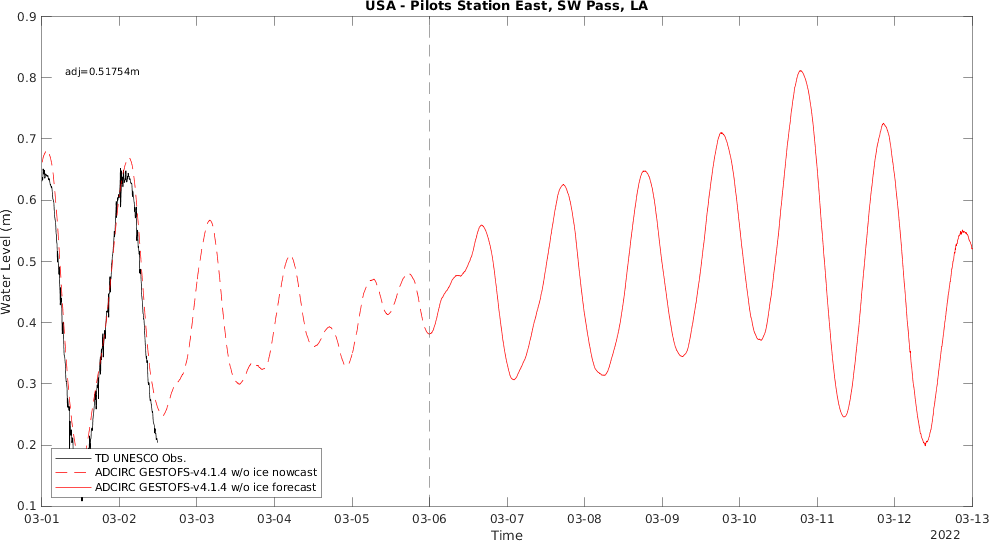 USA - Pilots Station East, SW Pass, LA
adj=0.51754m
Water Level (m)
0.9
0.8
0.7
0.6
0.5
0.4
0.3
0.2
0.1
TD UNESCO Obs.
ADCIRC GESTOFS-v4.1.4 w/o ice nowcast
ADCIRC GESTOFS-v4.1.4 w/o ice forecast
03-01 03-02 03-03 03-04 03-05 03-06 03-07 03-08 03-09 03-10 03-11 03-12 03-13
Time
2022